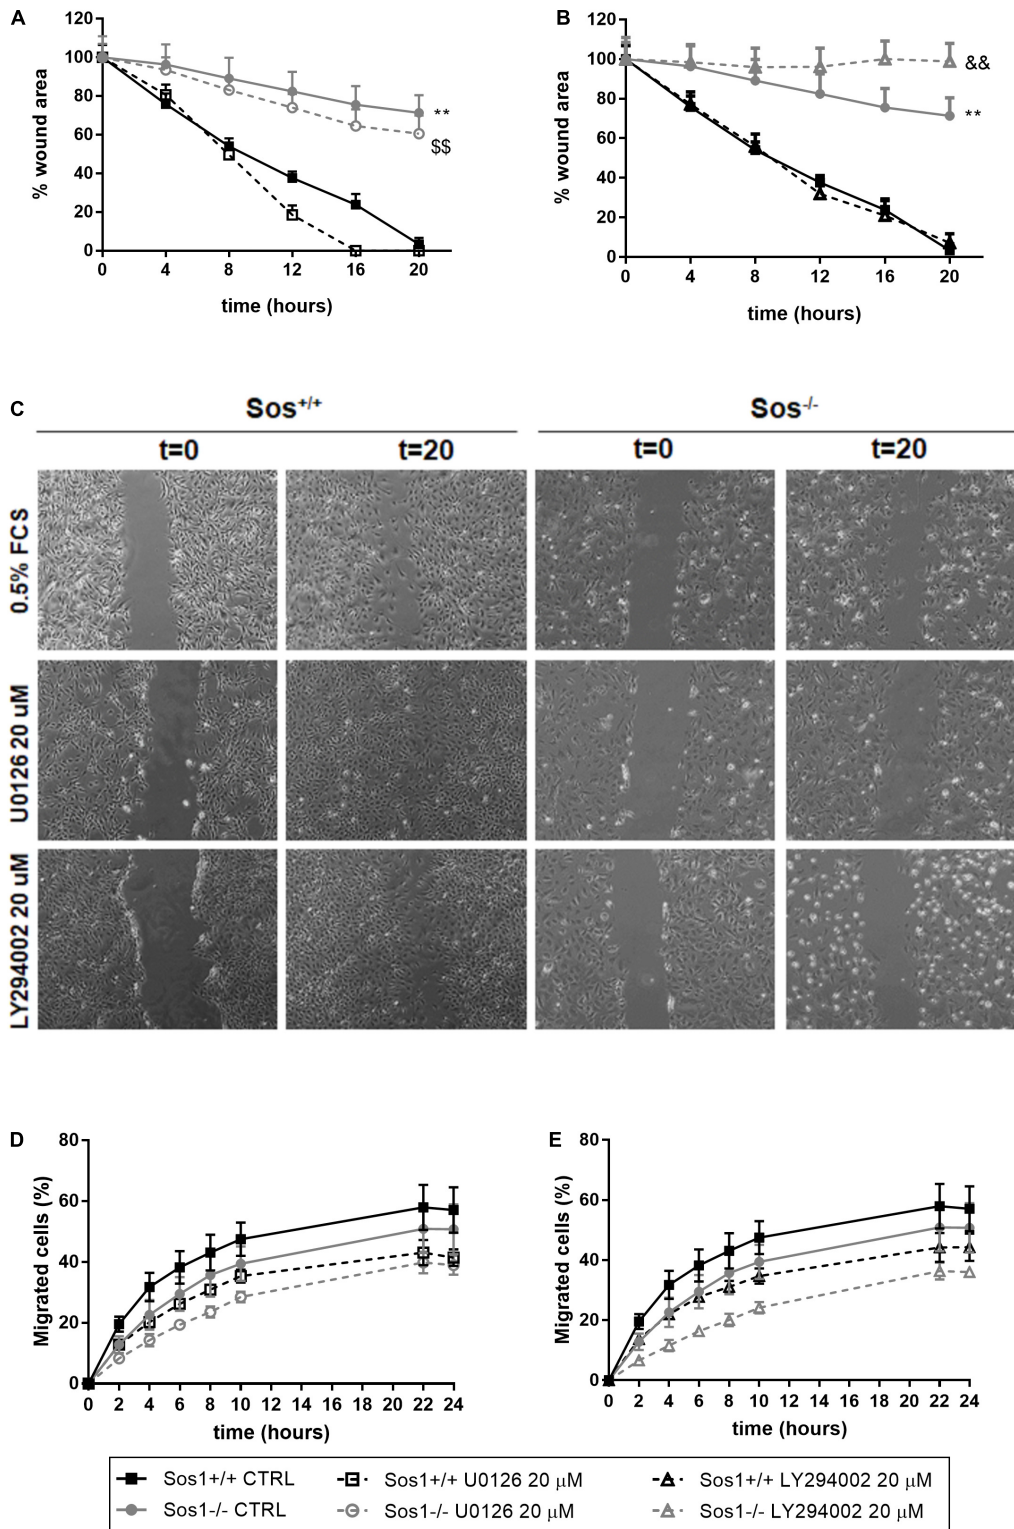 A
120
100
80
60
40
20
0
% wound area
0 4 8 12 16 20
time (hours)
**
$$
B
120
100
80
60
40
20
0
% wound area
0 4 8 12 16 20
time (hours)
&&
**
C
Sos+/+ Sos-/-
t=0 t=20 t=0 t=20
0.5% FCS
U0126 20 uM
LY294002 20 uM
D
80
60
40
20
0
Migrated cells (%)
0 2 4 6 8 10 12 14 16 18 20 22 24
time (hours)
E
80
60
40
20
0
Migrated cells (%)
0 2 4 6 8 10 12 14 16 18 20 22 24
time (hours)
Sos1+/+ CTRL Sos1+/+ U0126 20 μM Sos1+/+ LY294002 20 μM
Sos1-/- CTRL Sos1-/- U0126 20 μM Sos1-/- LY294002 20 μM